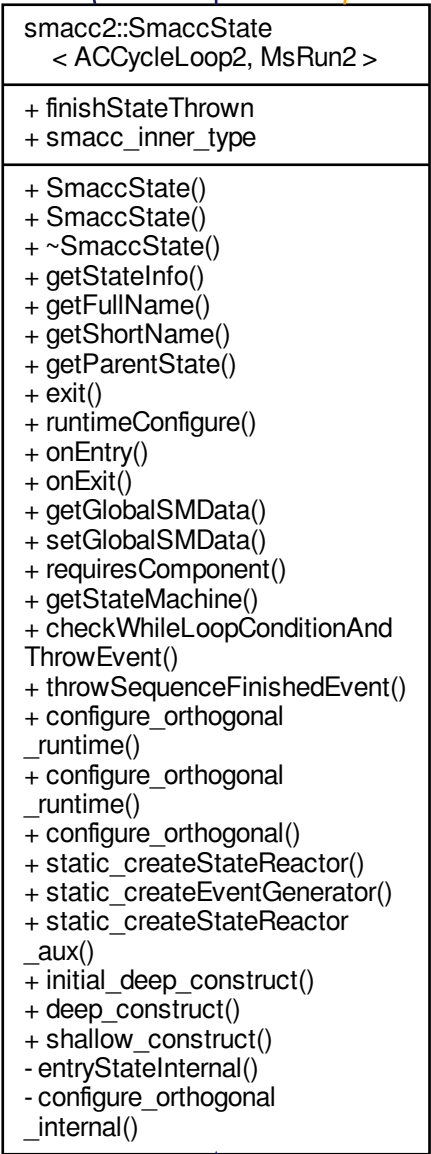 smacc2::SmaccState
< ACCycleLoop2, MsRun2 >
+ finishStateThrown
+ smacc_inner_type
+ SmaccState()
+ SmaccState()
+ ~SmaccState()
+ getStateInfo()
+ getFullName()
+ getShortName()
+ getParentState()
+ exit()
+ runtimeConfigure()
+ onEntry()
+ onExit()
+ getGlobalSMData()
+ setGlobalSMData()
+ requiresComponent()
+ getStateMachine()
+ checkWhileLoopConditionAnd
ThrowEvent()
+ throwSequenceFinishedEvent()
+ configure_orthogonal
_runtime()
+ configure_orthogonal
_runtime()
+ configure_orthogonal()
+ static_createStateReactor()
+ static_createEventGenerator()
+ static_createStateReactor
_aux()
+ initial_deep_construct()
+ deep_construct()
+ shallow_construct()
- entryStateInternal()
- configure_orthogonal
_internal()